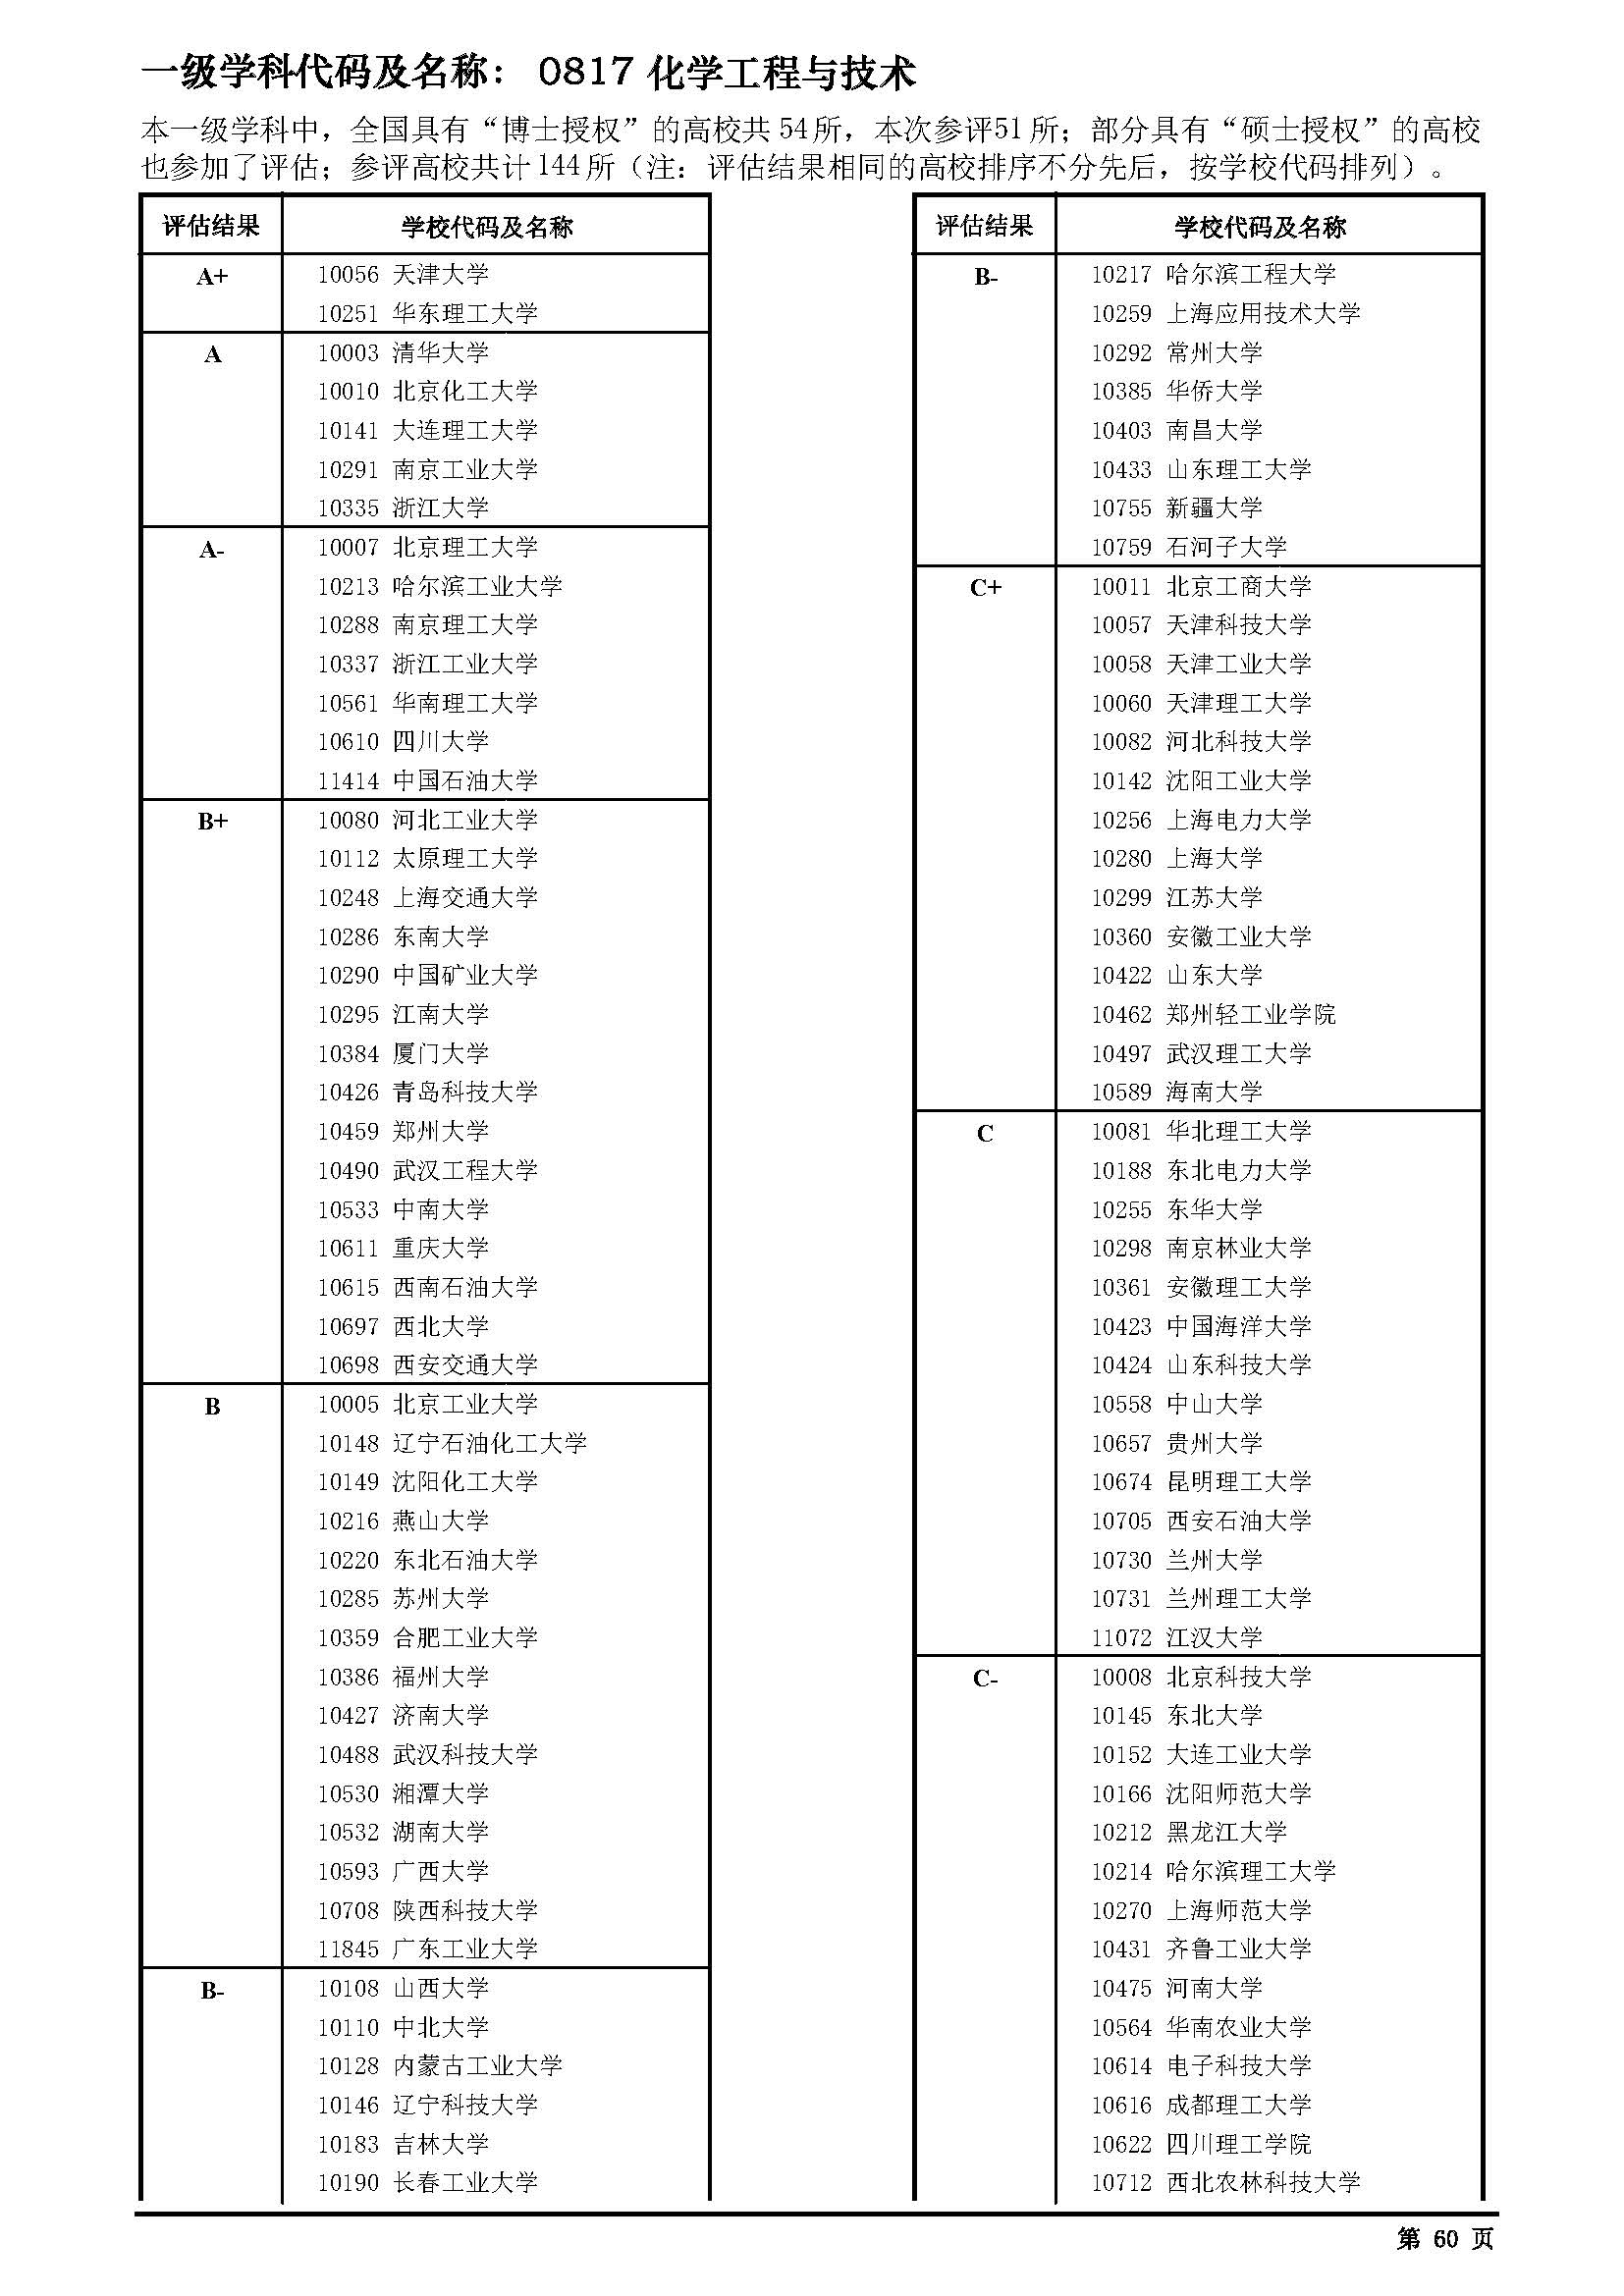 一级学科代码及名称：0817 化学工程与技术
本一级学科中，全国具有“博士授权”的高校共 54 所，本次参评51 所；部分具有“硕士授权”的高校
也参加了评估；参评高校共计 144 所（注：评估结果相同的高校排序不分先后，按学校代码排列）。
评估结果 学校代码及名称
A+ 10056 天津大学
10251 华东理工大学
A 10003 清华大学
10010 北京化工大学
10141 大连理工大学
10291 南京工业大学
10335 浙江大学
A- 10007 北京理工大学
10213 哈尔滨工业大学
10288 南京理工大学
10337 浙江工业大学
10561 华南理工大学
10610 四川大学
11414 中国石油大学
B+ 10080 河北工业大学
10112 太原理工大学
10248 上海交通大学
10286 东南大学
10290 中国矿业大学
10295 江南大学
10384 厦门大学
10426 青岛科技大学
10459 郑州大学
10490 武汉工程大学
10533 中南大学
10611 重庆大学
10615 西南石油大学
10697 西北大学
10698 西安交通大学
B 10005 北京工业大学
10148 辽宁石油化工大学
10149 沈阳化工大学
10216 燕山大学
10220 东北石油大学
10285 苏州大学
10359 合肥工业大学
10386 福州大学
10427 济南大学
10488 武汉科技大学
10530 湘潭大学
10532 湖南大学
10593 广西大学
10708 陕西科技大学
11845 广东工业大学
B- 10108 山西大学
10110 中北大学
10128 内蒙古工业大学
10146 辽宁科技大学
10183 吉林大学
10190 长春工业大学
评估结果 学校代码及名称
B- 10217 哈尔滨工程大学
10259 上海应用技术大学
10292 常州大学
10385 华侨大学
10403 南昌大学
10433 山东理工大学
10755 新疆大学
10759 石河子大学
C+ 10011 北京工商大学
10057 天津科技大学
10058 天津工业大学
10060 天津理工大学
10082 河北科技大学
10142 沈阳工业大学
10256 上海电力大学
10280 上海大学
10299 江苏大学
10360 安徽工业大学
10422 山东大学
10462 郑州轻工业学院
10497 武汉理工大学
10589 海南大学
C 10081 华北理工大学
10188 东北电力大学
10255 东华大学
10298 南京林业大学
10361 安徽理工大学
10423 中国海洋大学
10424 山东科技大学
10558 中山大学
10657 贵州大学
10674 昆明理工大学
10705 西安石油大学
10730 兰州大学
10731 兰州理工大学
11072 江汉大学
C- 10008 北京科技大学
10145 东北大学
10152 大连工业大学
10166 沈阳师范大学
10212 黑龙江大学
10214 哈尔滨理工大学
10270 上海师范大学
10431 齐鲁工业大学
10475 河南大学
10564 华南农业大学
10614 电子科技大学
10616 成都理工大学
10622 四川理工学院
10712 西北农林科技大学
第 60 页